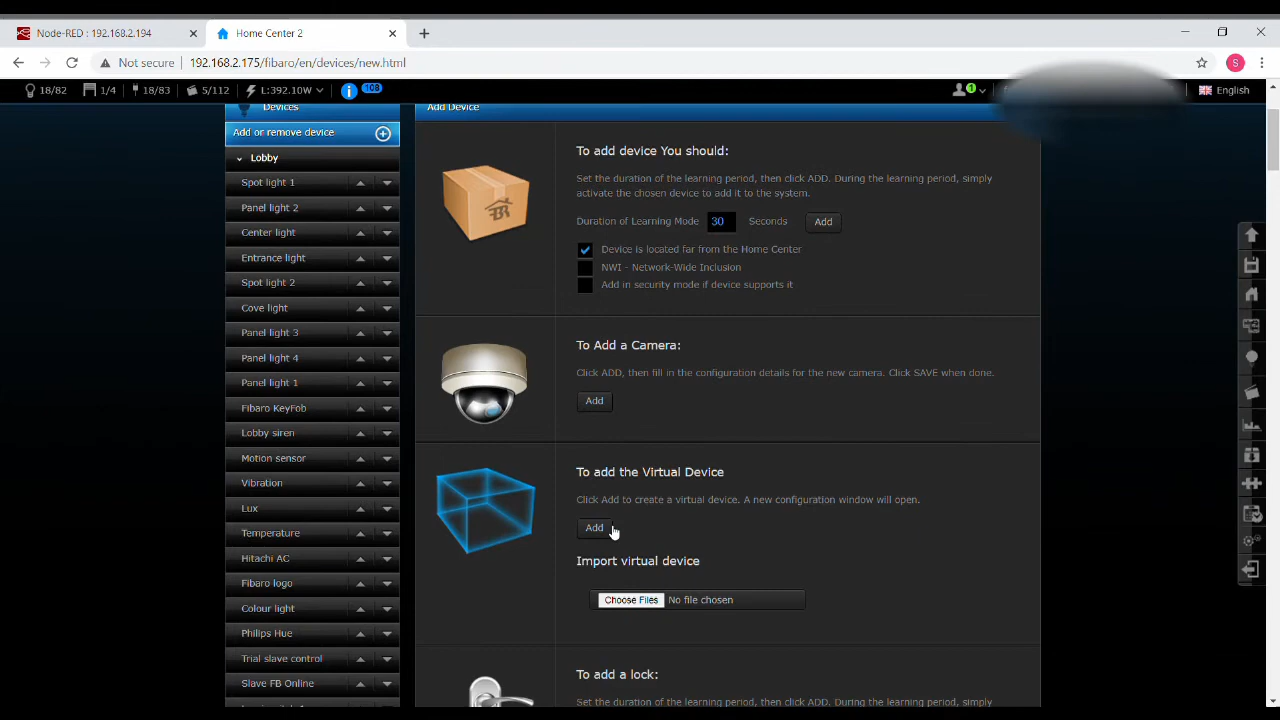 Node-RED : 192.168.2.194
Home Center 2
Not secure
192.168.2.175/fibaro/en/devices/new.html
S
18/82
1/4
18/83
5/112
L:392.10W
108
1
English
Devices
Add or remove device
Lobby
Spot light 1
Panel light 2
Center light
Entrance light
Spot light 2
Cove light
Panel light 3
Panel light 4
Panel light 1
Fibaro KeyFob
Lobby siren
Motion sensor
Vibration
Lux
Temperature
Hitachi AC
Fibaro logo
Colour light
Philips Hue
Trial slave control
Slave FB Online
Add Device
To add device You should:
Set the duration of the learning period, then click ADD. During the learning period, simply
activate the chosen device to add it to the system.
Duration of Learning Mode 30 Seconds Add
Device is located far from the Home Center
NWI - Network-Wide Inclusion
Add in security mode if device supports it
To Add a Camera:
Click ADD, then fill in the configuration details for the new camera. Click SAVE when done.
Add
To add the Virtual Device
Click Add to create a virtual device. A new configuration window will open.
Add
Import virtual device
Choose Files No file chosen
To add a lock:
Set the duration of the learning period, then click ADD. During the learning period, simply